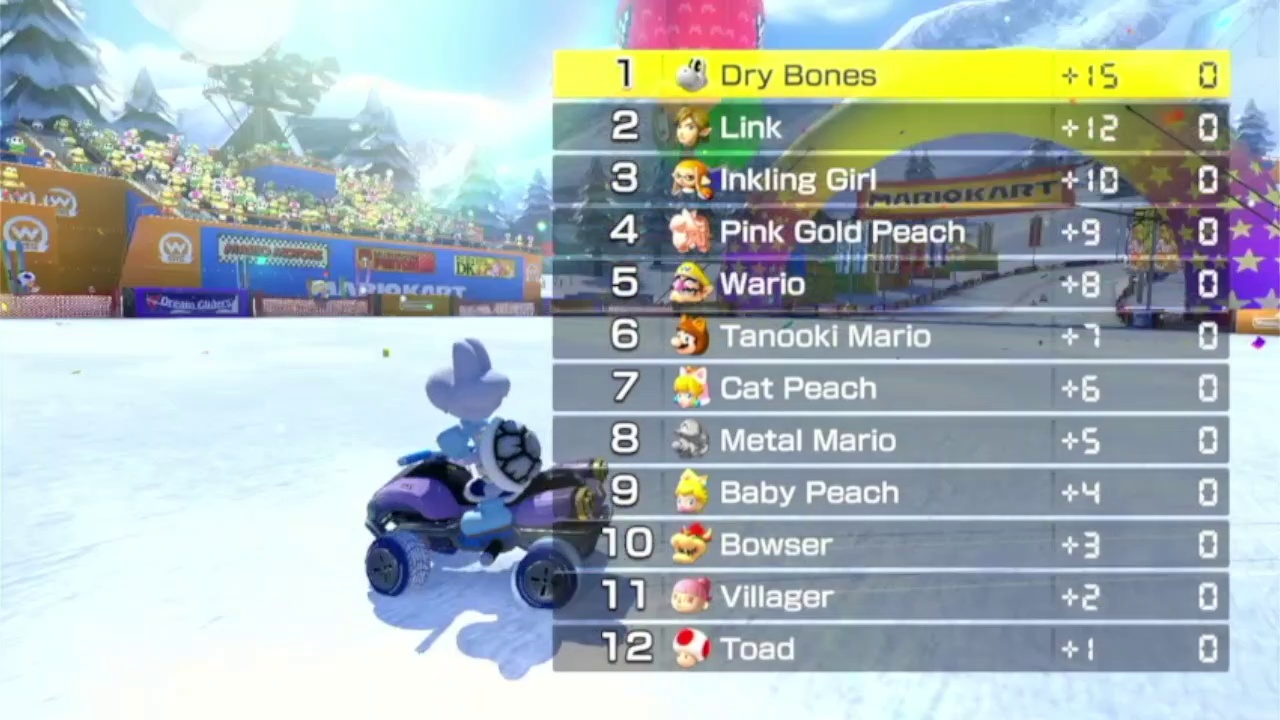 1 Dry Bones +15 0
2 Link +12 0
3 Inkling Girl +10 0
4 Pink Gold Peach +9 0
5 Wario +8 0
6 Tanooki Mario +7 0
7 Cat Peach +6 0
8 Metal Mario +5 0
9 Baby Peach +4 0
10 Bowser +3 0
11 Villager +2 0
12 Toad +1 0
MARIOKART
DK
MARIOKART
Dream Gliders